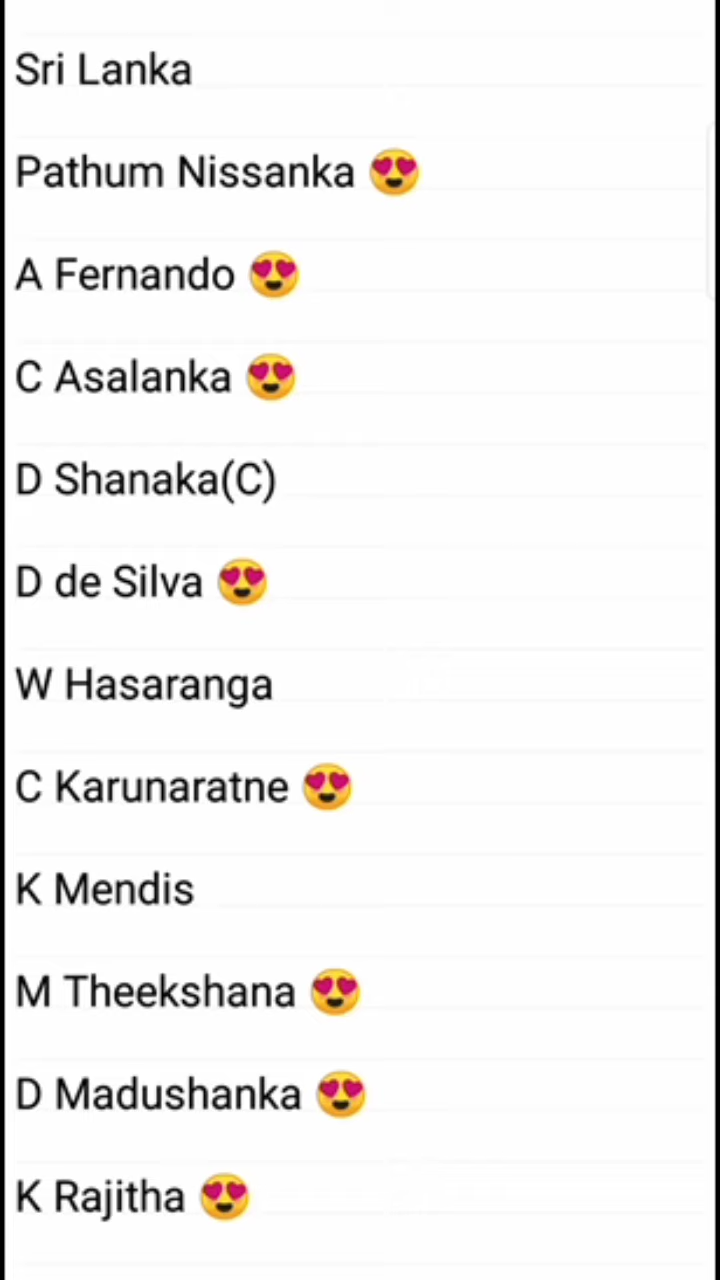 Sri Lanka
Pathum Nissanka 😍
A Fernando 😍
C Asalanka 😍
D Shanaka(C)
D de Silva 😍
W Hasaranga
C Karunaratne 😍
K Mendis
M Theekshana 😍
D Madushanka 😍
K Rajitha 😍